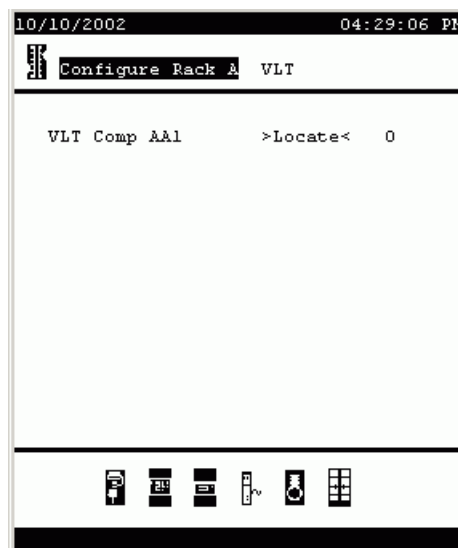 10/10/2002 04:29:06 PM
Configure Rack A VLT
VLT Comp AA1 >Locate< 0